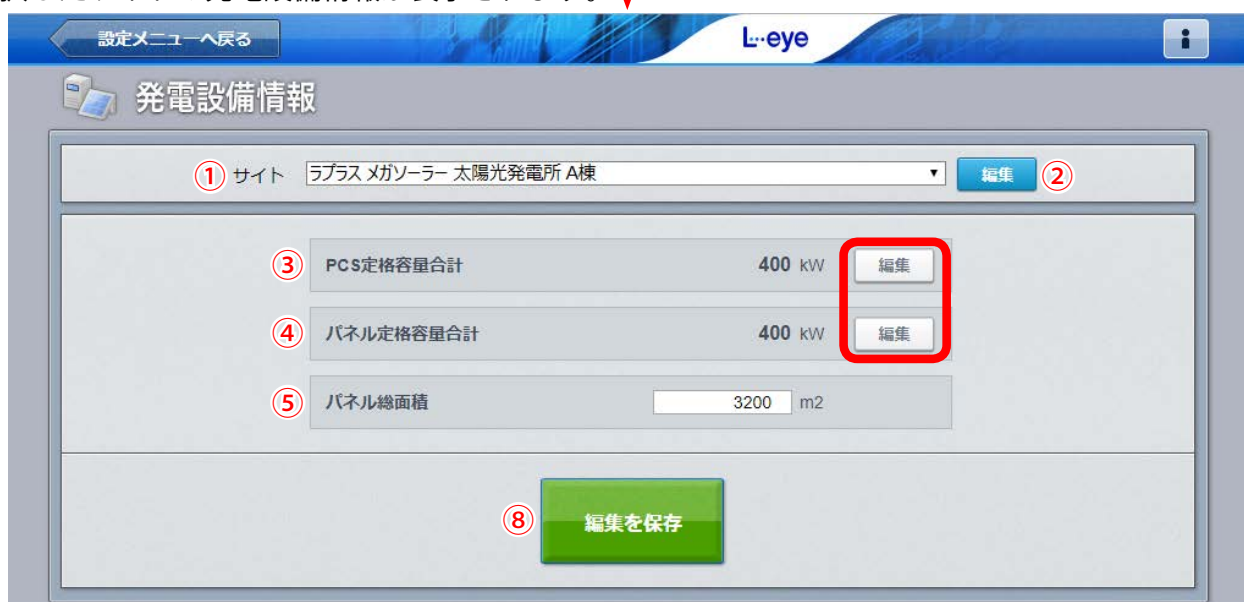 設定メニューへ戻る
L・・eye
i
発電設備情報
① サイト ラプラス メガソーラー 太陽光発電所 A棟 ▼ 編集 ②
③ PCS定格容量合計 400 kW 編集
④ パネル定格容量合計 400 kW 編集
⑤ パネル総面積 3200 m2
⑧ 編集を保存